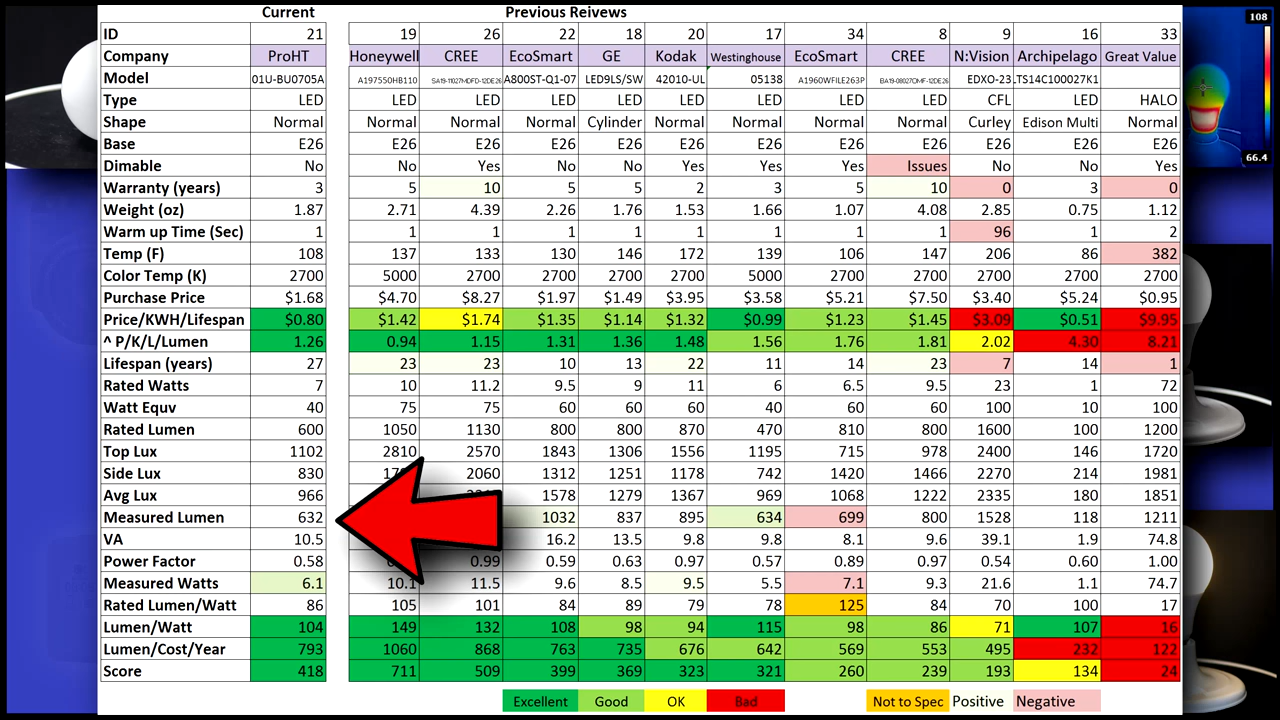 Current Previous Reivews
ID 21 19 26 22 18 20 17 34 8 9 16 33
Company ProHT Honeywell CREE EcoSmart GE Kodak Westinghouse EcoSmart CREE N:Vision Archipelago Great Value
Model 01U-BU0705A A197550HB110 SA19-11027MDFD-12DE26 A800ST-Q1-07 LED9LS/SW 42010-UL 05138 A1960WFILE263P BA19-08027OMF-12DE26 EDXO-23 .TS14C100027K1
Type LED LED LED LED LED LED LED LED LED CFL LED HALO
Shape Normal Normal Normal Normal Cylinder Normal Normal Normal Normal Curley Edison Multi Normal
Base E26 E26 E26 E26 E26 E26 E26 E26 E26 E26 E26 E26
Dimable No No Yes No No Yes Yes Yes Issues No No Yes
Warranty (years) 3 5 10 5 5 2 3 5 10 0 3 0
Weight (oz) 1.87 2.71 4.39 2.26 1.76 1.53 1.66 1.07 4.08 2.85 0.75 1.12
Warm up Time (Sec) 1 1 1 1 1 1 1 1 1 96 1 2
Temp (F) 108 137 133 130 146 172 139 106 147 206 86 382
Color Temp (K) 2700 5000 2700 2700 2700 2700 5000 2700 2700 2700 2700 2700
Purchase Price $1.68 $4.70 $8.27 $1.97 $1.49 $3.95 $3.58 $5.21 $7.50 $3.40 $5.24 $0.95
Price/KWH/Lifespan $0.80 $1.42 $1.74 $1.35 $1.14 $1.32 $0.99 $1.23 $1.45 $3.09 $0.51 $9.95
^ P/K/L/Lumen 1.26 0.94 1.15 1.31 1.36 1.48 1.56 1.76 1.81 2.02 4.30 8.21
Lifespan (years) 27 23 23 10 13 22 11 14 23 7 14 1
Rated Watts 7 10 11.2 9.5 9 11 6 6.5 9.5 23 1 72
Watt Equv 40 75 75 60 60 60 40 60 60 100 10 100
Rated Lumen 600 1050 1130 800 800 870 470 810 800 1600 100 1200
Top Lux 1102 2810 2570 1843 1306 1556 1195 715 978 2400 146 1720
Side Lux 830 2060 1312 1251 1178 742 1420 1466 2270 214 1981
Avg Lux 966 1578 1279 1367 969 1068 1222 2335 180 1851
Measured Lumen 632 1032 837 895 634 699 800 1528 118 1211
VA 10.5 16.2 13.5 9.8 9.8 8.1 9.6 39.1 1.9 74.8
Power Factor 0.58 0.99 0.59 0.63 0.97 0.57 0.89 0.97 0.54 0.60 1.00
Measured Watts 6.1 10.1 11.5 9.6 8.5 9.5 5.5 7.1 9.3 21.6 1.1 74.7
Rated Lumen/Watt 86 105 101 84 89 79 78 125 84 70 100 17
Lumen/Watt 104 149 132 108 98 94 115 98 86 71 107 16
Lumen/Cost/Year 793 1060 868 763 735 676 642 569 553 495 232 122
Score 418 711 509 399 369 323 321 260 239 193 134 24
Excellent Good OK Bad Not to Spec Positive Negative
108
66.4